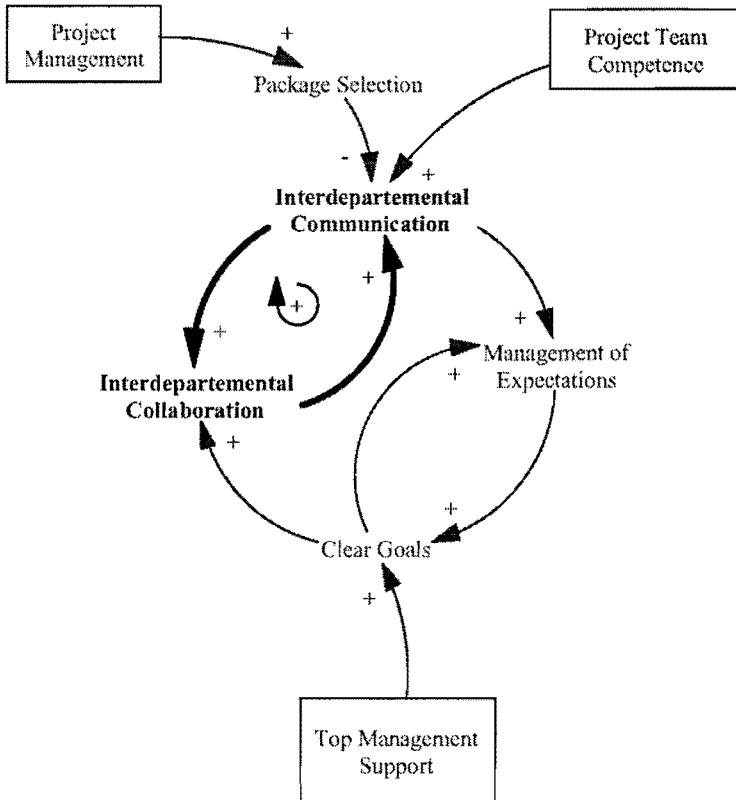 Project
Management
+
Project Team
Competence
Package Selection
-
+
Interdepartemental
Communication
+
+
+
+
Management of
Expectations
+
Interdepartemental
Collaboration
+
+
Clear Goals
+
Top Management
Support